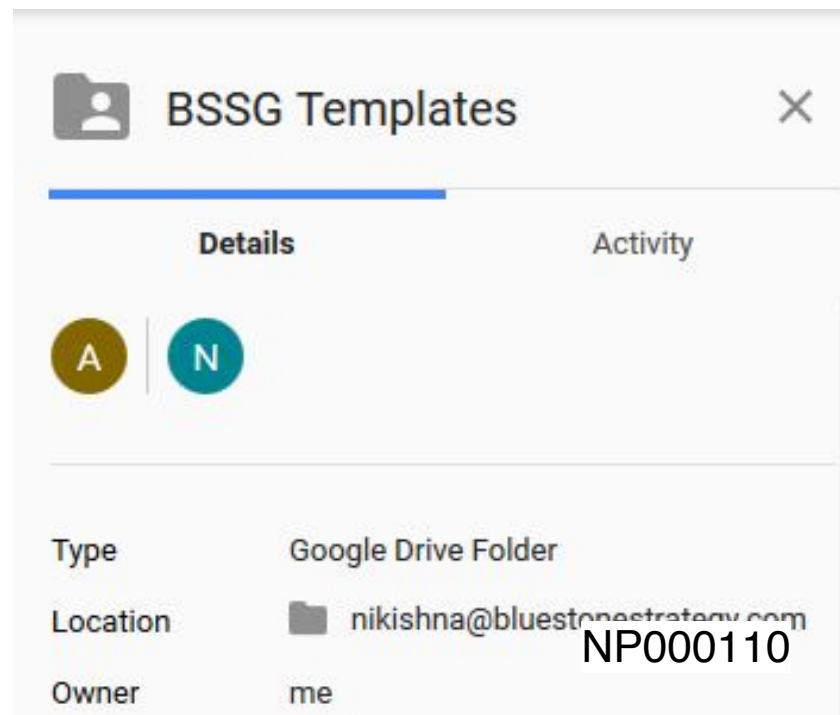 BSSG Templates
Details Activity
A N
Type Google Drive Folder
Location nikishna@bluestonestrategy.com
NP000110
Owner me